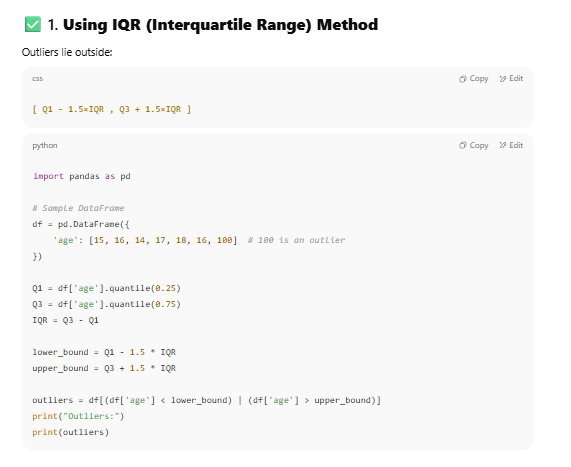 ✅ 1. Using IQR (Interquartile Range) Method
Outliers lie outside:
css Copy Edit
[ Q1 - 1.5×IQR , Q3 + 1.5×IQR ]
python Copy Edit
import pandas as pd
# Sample DataFrame
df = pd.DataFrame({
    'age': [15, 16, 14, 17, 18, 16, 100]  # 100 is an outlier
})
Q1 = df['age'].quantile(0.25)
Q3 = df['age'].quantile(0.75)
IQR = Q3 - Q1
lower_bound = Q1 - 1.5 * IQR
upper_bound = Q3 + 1.5 * IQR
outliers = df[(df['age'] < lower_bound) | (df['age'] > upper_bound)]
print("Outliers:")
print(outliers)